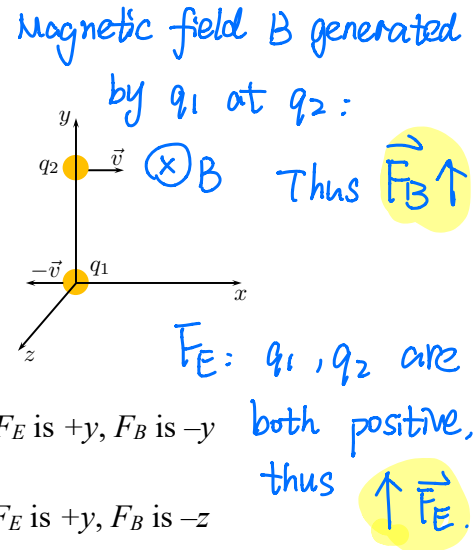 Magnetic field B generated
by q1 at q2:
y
q2 v⃗ ⊗ B Thus F⃗B ↑
−v⃗ q1
x
z
FE: q1, q2 are
FE is +y, FB is –y both positive,
thus ↑ F⃗E.
FE is +y, FB is –z